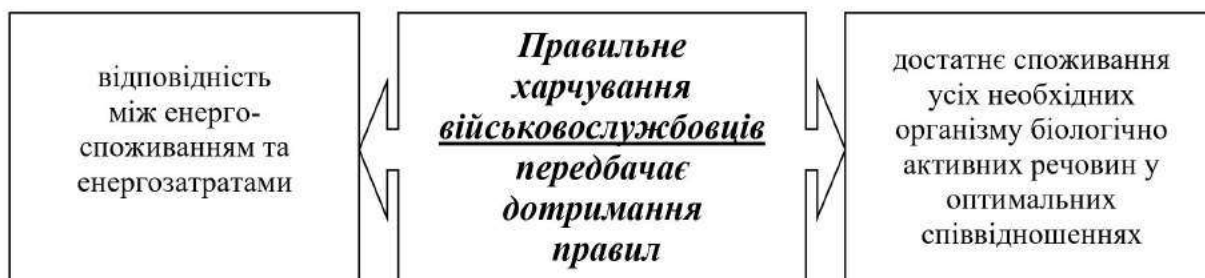 відповідність
між енерго-
споживанням та
енергозатратами
Правильне
харчування
військовослужбовців
передбачає
дотримання
правил
достатнє споживання
усіх необхідних
організму біологічно
активних речовин у
оптимальних
співвідношеннях